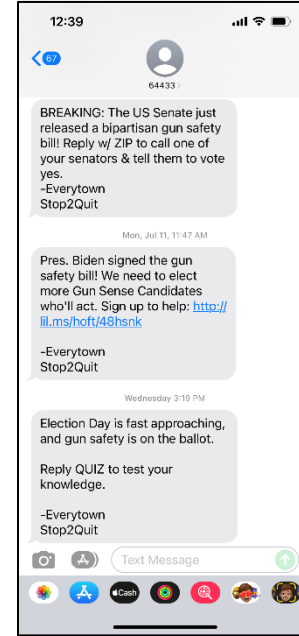 12:39
67
64433 >
BREAKING: The US Senate just
released a bipartisan gun safety
bill! Reply w/ ZIP to call one of
your senators & tell them to vote
yes.
-Everytown
Stop2Quit
Mon, Jul 11, 11:47 AM
Pres. Biden signed the gun
safety bill! We need to elect
more Gun Sense Candidates
who'll act. Sign up to help: http://
lil.ms/hoft/48hsnk
-Everytown
Stop2Quit
Wednesday 3:19 PM
Election Day is fast approaching,
and gun safety is on the ballot.
Reply QUIZ to test your
knowledge.
-Everytown
Stop2Quit
Text Message
Cash